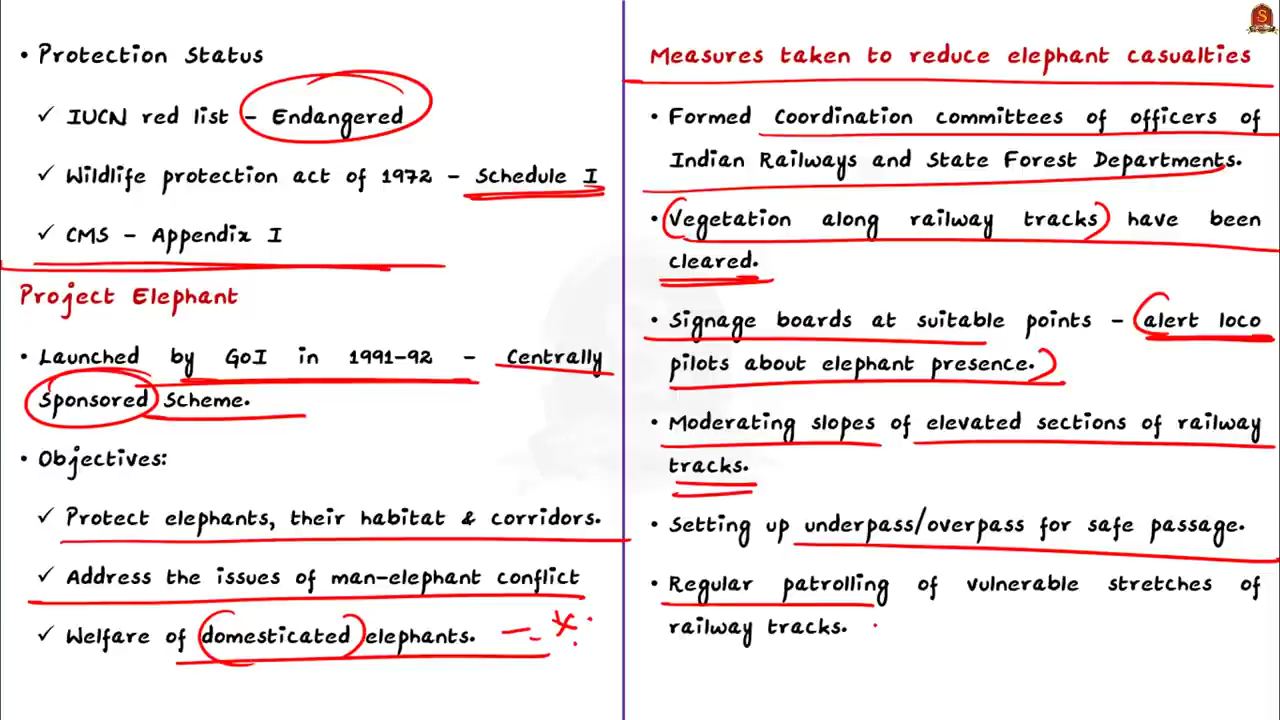 • Protection Status
✓ IUCN red list - Endangered
✓ Wildlife protection act of 1972 - Schedule I
✓ CMS - Appendix I
Project Elephant
• Launched by GoI in 1991-92 - Centrally
Sponsored Scheme.
• Objectives:
✓ Protect elephants, their habitat & corridors.
✓ Address the issues of man-elephant conflict
✓ Welfare of domesticated elephants.
Measures taken to reduce elephant casualties
• Formed Coordination committees of officers of
Indian Railways and State Forest Departments.
• Vegetation along railway tracks have been
cleared.
• Signage boards at suitable points - alert loco
pilots about elephant presence.
• Moderating slopes of elevated sections of railway
tracks.
• Setting up underpass/overpass for safe passage.
• Regular patrolling of vulnerable stretches of
railway tracks.